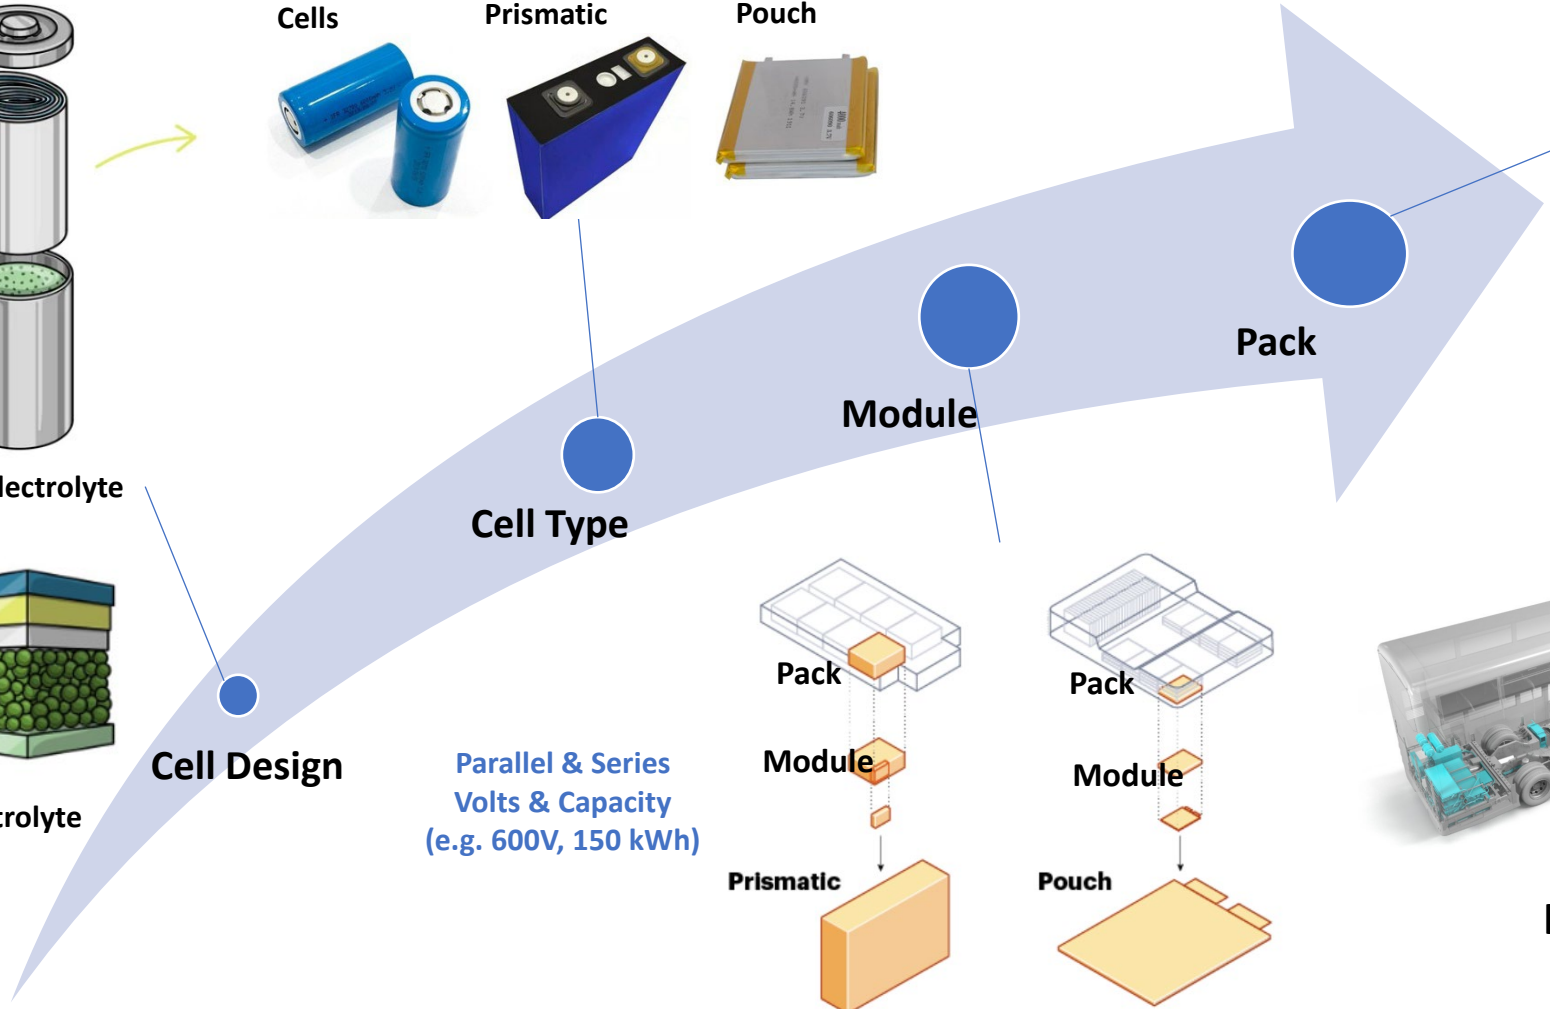 Cells
Prismatic
Pouch
Pack
Module
lectrolyte
Cell Type
Pack
Pack
Cell Design
Parallel & Series
Volts & Capacity
(e.g. 600V, 150 kWh)
Module
Module
trolyte
Prismatic
Pouch